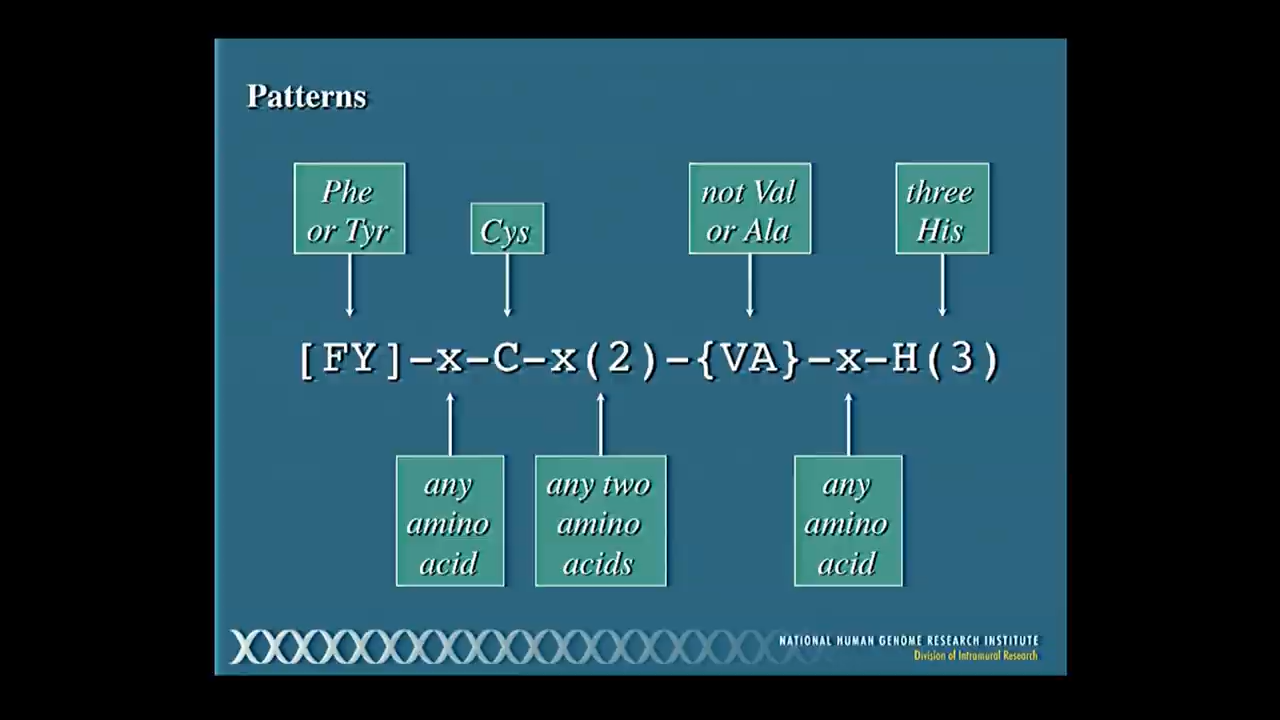 Patterns
Phe
or Tyr
Cys
not Val
or Ala
three
His
[FY]-x-C-x(2)-{VA}-x-H(3)
any
amino
acid
any two
amino
acids
any
amino
acid
NATIONAL HUMAN GENOME RESEARCH INSTITUTE
Division of Intramural Research